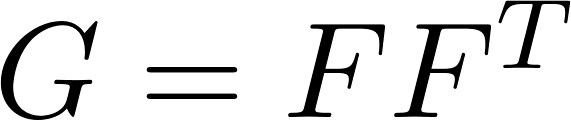 G = FF^T